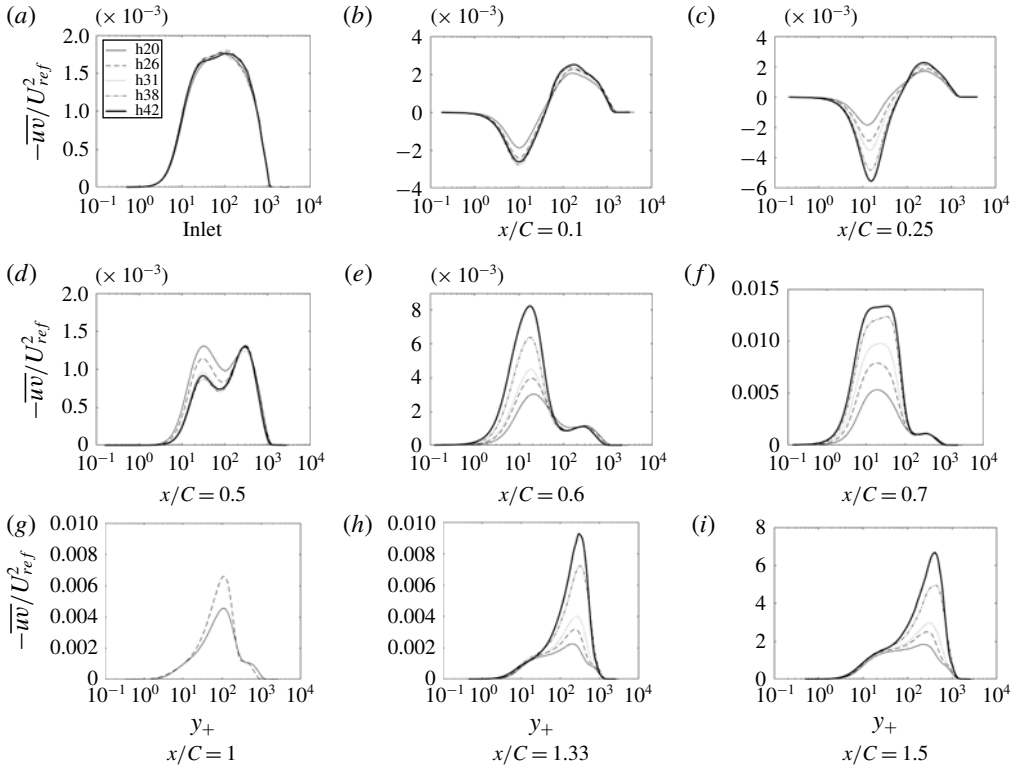 (a) (× 10⁻³) (b) (× 10⁻³) (c) (× 10⁻³)
−u̅v̅/U²ref
2.0 1.5 1.0 0.5 0
h20
h26
h31
h38
h42
4 2 0 −2 −4
4 2 0 −2 −4 −6
10⁻¹ 10⁰ 10¹ 10² 10³ 10⁴ 10⁻¹ 10⁰ 10¹ 10² 10³ 10⁴ 10⁻¹ 10⁰ 10¹ 10² 10³ 10⁴
Inlet x/C = 0.1 x/C = 0.25
(d) (× 10⁻³) (e) (× 10⁻³) (f)
−u̅v̅/U²ref
2.0 1.5 1.0 0.5 0
8 6 4 2 0
0.015 0.010 0.005 0
10⁻¹ 10⁰ 10¹ 10² 10³ 10⁴ 10⁻¹ 10⁰ 10¹ 10² 10³ 10⁴ 10⁻¹ 10⁰ 10¹ 10² 10³ 10⁴
x/C = 0.5 x/C = 0.6 x/C = 0.7
(g) (h) (i)
−u̅v̅/U²ref
0.010 0.008 0.006 0.004 0.002 0
0.010 0.008 0.006 0.004 0.002 0
8 6 4 2 0
10⁻¹ 10⁰ 10¹ 10² 10³ 10⁴ 10⁻¹ 10⁰ 10¹ 10² 10³ 10⁴ 10⁻¹ 10⁰ 10¹ 10² 10³ 10⁴
y₊ y₊ y₊
x/C = 1 x/C = 1.33 x/C = 1.5